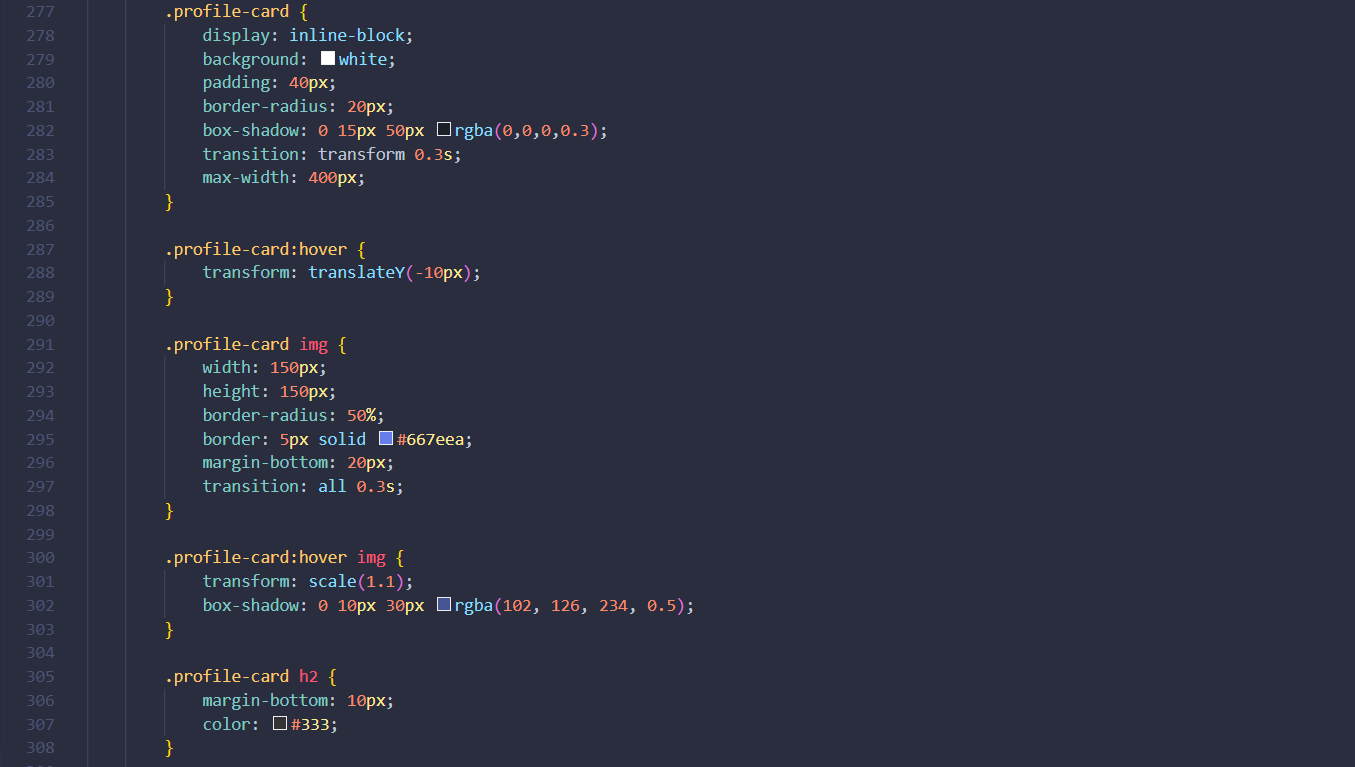 277 .profile-card {
278 display: inline-block;
279 background: white;
280 padding: 40px;
281 border-radius: 20px;
282 box-shadow: 0 15px 50px rgba(0,0,0,0.3);
283 transition: transform 0.3s;
284 max-width: 400px;
285 }
286
287 .profile-card:hover {
288 transform: translateY(-10px);
289 }
290
291 .profile-card img {
292 width: 150px;
293 height: 150px;
294 border-radius: 50%;
295 border: 5px solid #667eea;
296 margin-bottom: 20px;
297 transition: all 0.3s;
298 }
299
300 .profile-card:hover img {
301 transform: scale(1.1);
302 box-shadow: 0 10px 30px rgba(102, 126, 234, 0.5);
303 }
304
305 .profile-card h2 {
306 margin-bottom: 10px;
307 color: #333;
308 }